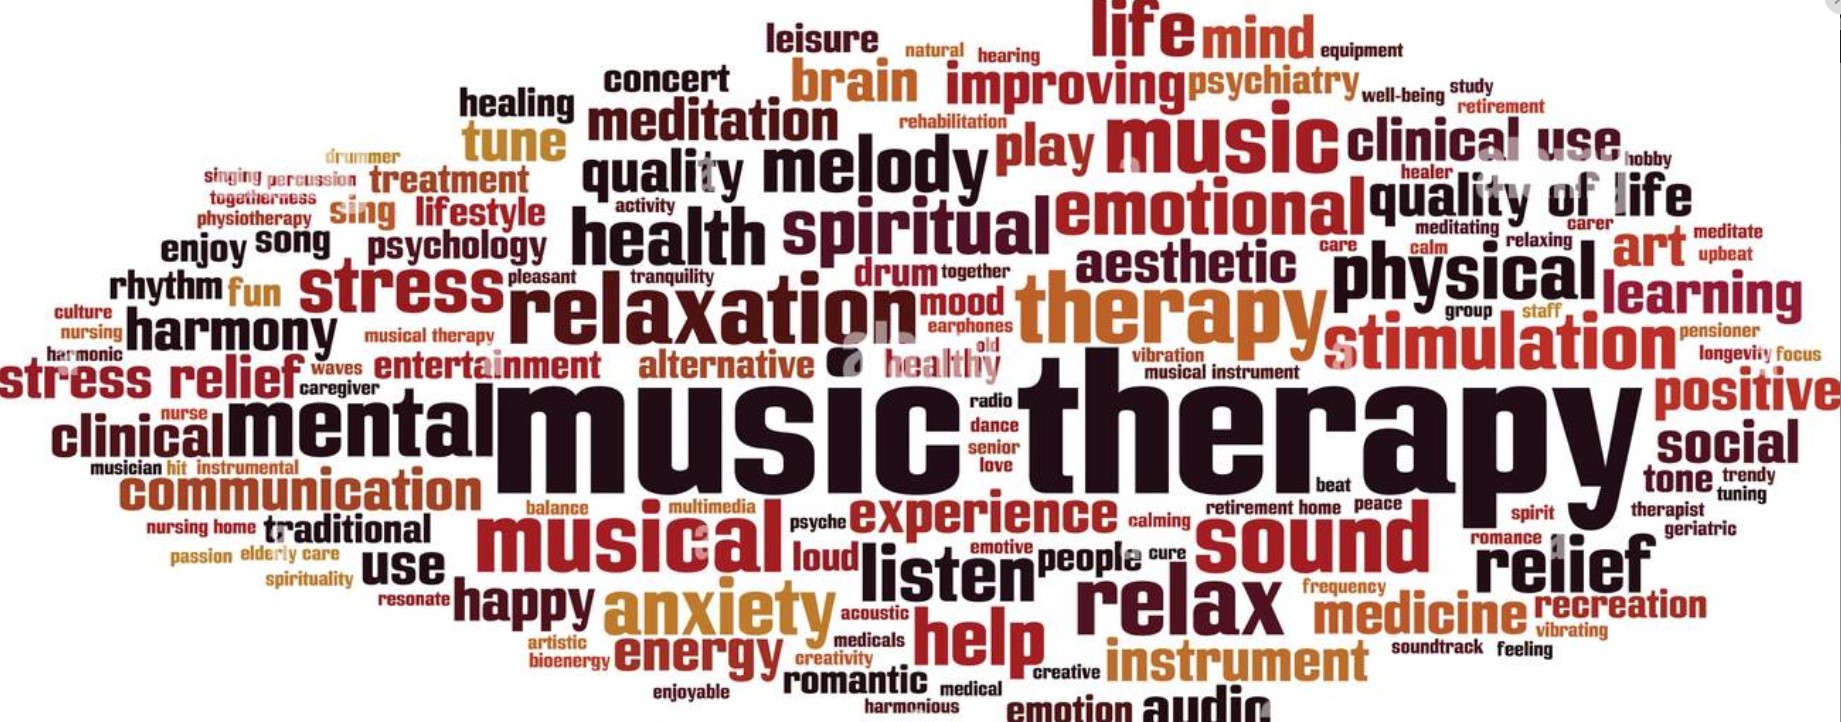 life mind
leisure natural hearing equipment
concert brain improving psychiatry study
healing meditation well-being retirement
tune rehabilitation play music clinical use
drummer quality melody hobby
singing percussion treatment healer
togetherness sing lifestyle activity emotional quality of life
physiotherapy health spiritual meditating carer
enjoy song psychology care calm relaxing art meditate
pleasant tranquility drum together aesthetic physical upbeat
rhythm fun stress relaxation mood therapy learning
culture group staff
nursing harmony musical therapy earphones stimulation pensioner
harmonic old vibration longevity focus
stress relief waves entertainment alternative healthy musical instrument
caregiver radio positive
nurse mental music therapy dance
clinical senior social
musician hit instrumental love
communication beat tone trendy
tuning
balance multimedia experience retirement home peace spirit therapist
nursing home traditional musical psyche calming sound geriatric
passion elderly care loud emotive people cure romance relief
spirituality use listen
resonate happy anxiety acoustic relax frequency medicine recreation
artistic medicals help vibrating
bioenergy energy creativity instrument soundtrack feeling
enjoyable romantic medical creative
harmonious emotion audio
alamy
a
a
a
a